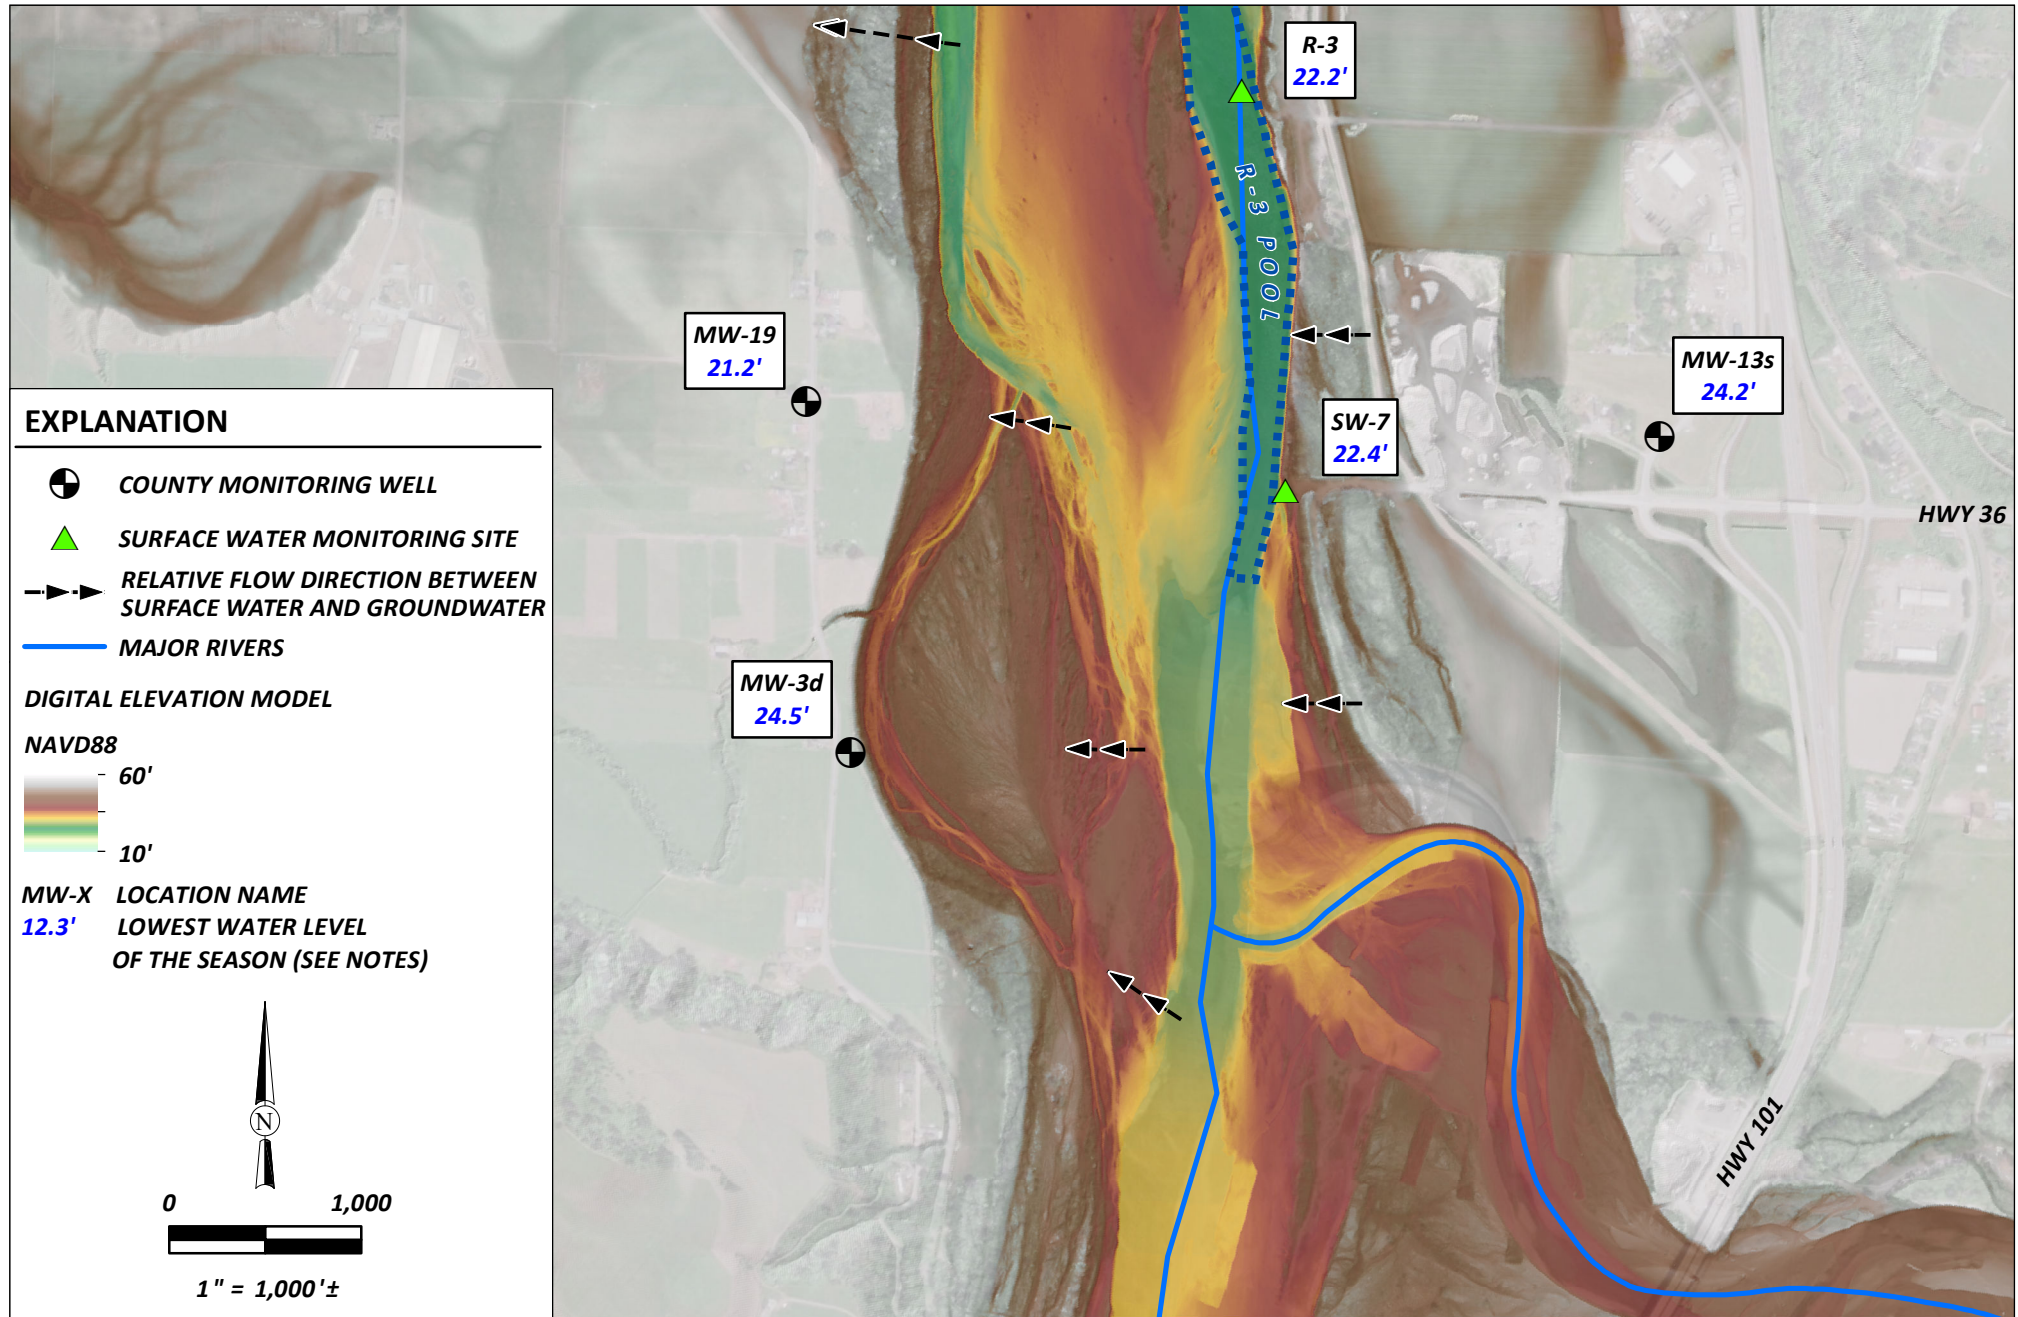 R-3
22.2'
R-3 POOL
MW-19
21.2'
MW-13s
24.2'
SW-7
22.4'
HWY 36
MW-3d
24.5'
HWY 101
EXPLANATION
COUNTY MONITORING WELL
SURFACE WATER MONITORING SITE
RELATIVE FLOW DIRECTION BETWEEN
SURFACE WATER AND GROUNDWATER
MAJOR RIVERS
DIGITAL ELEVATION MODEL
NAVD88
60'
10'
MW-X LOCATION NAME
12.3' LOWEST WATER LEVEL
OF THE SEASON (SEE NOTES)
N
0 1,000
1" = 1,000'±